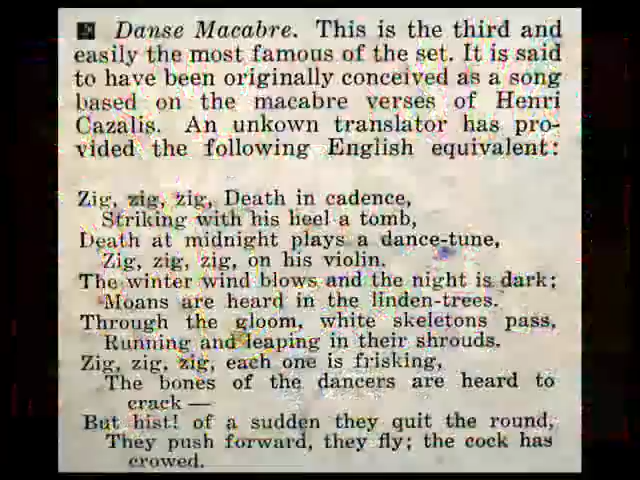 Danse Macabre. This is the third and
easily the most famous of the set. It is said
to have been originally conceived as a song
based on the macabre verses of Henri
Cazalis. An unkown translator has pro-
vided the following English equivalent:
Zig, zig, zig, Death in cadence,
Striking with his heel a tomb,
Death at midnight plays a dance-tune,
Zig, zig, zig, on his violin.
The winter wind blows and the night is dark;
Moans are heard in the linden-trees.
Through the gloom, white skeletons pass,
Running and leaping in their shrouds.
Zig, zig, zig, each one is frisking,
The bones of the dancers are heard to
crack —
But hist! of a sudden they quit the round,
They push forward, they fly; the cock has
crowed.